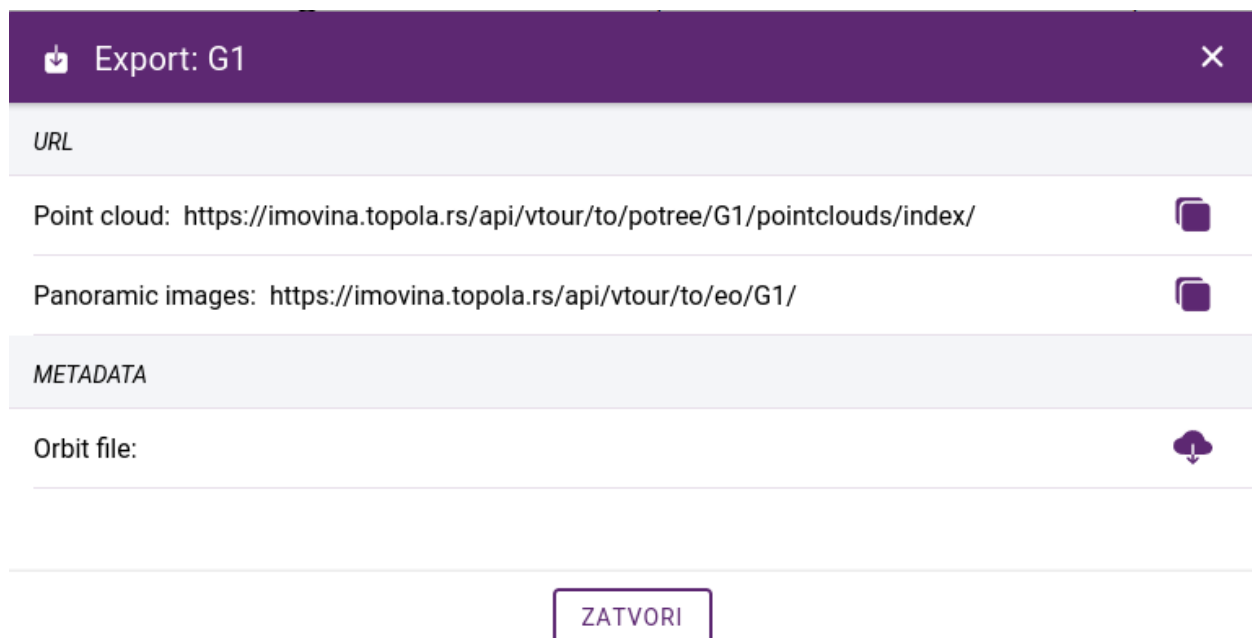 Export: G1
URL
Point cloud: https://imovina.topola.rs/api/vtour/to/potree/G1/pointclouds/index/
Panoramic images: https://imovina.topola.rs/api/vtour/to/eo/G1/
METADATA
Orbit file:
ZATVORI